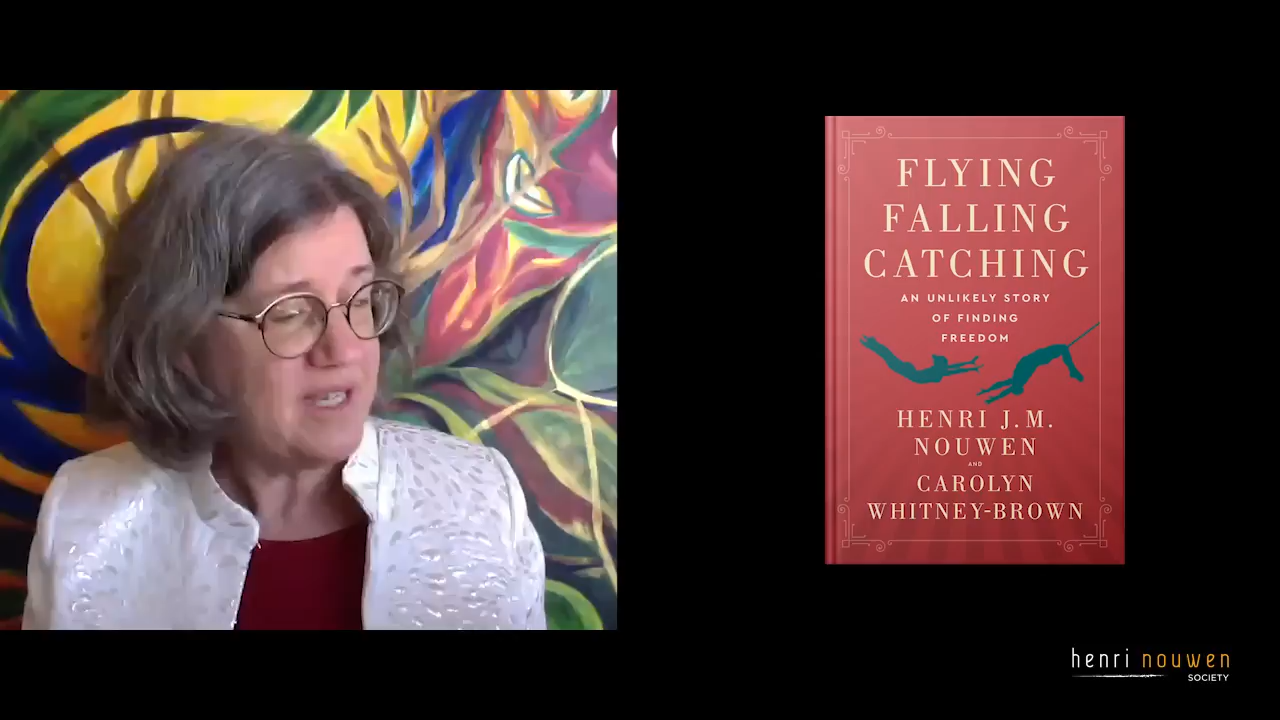 FLYING
FALLING
CATCHING
AN UNLIKELY STORY
OF FINDING
FREEDOM
HENRI J.M.
NOUWEN
AND
CAROLYN
WHITNEY-BROWN
henri nouwen
SOCIETY